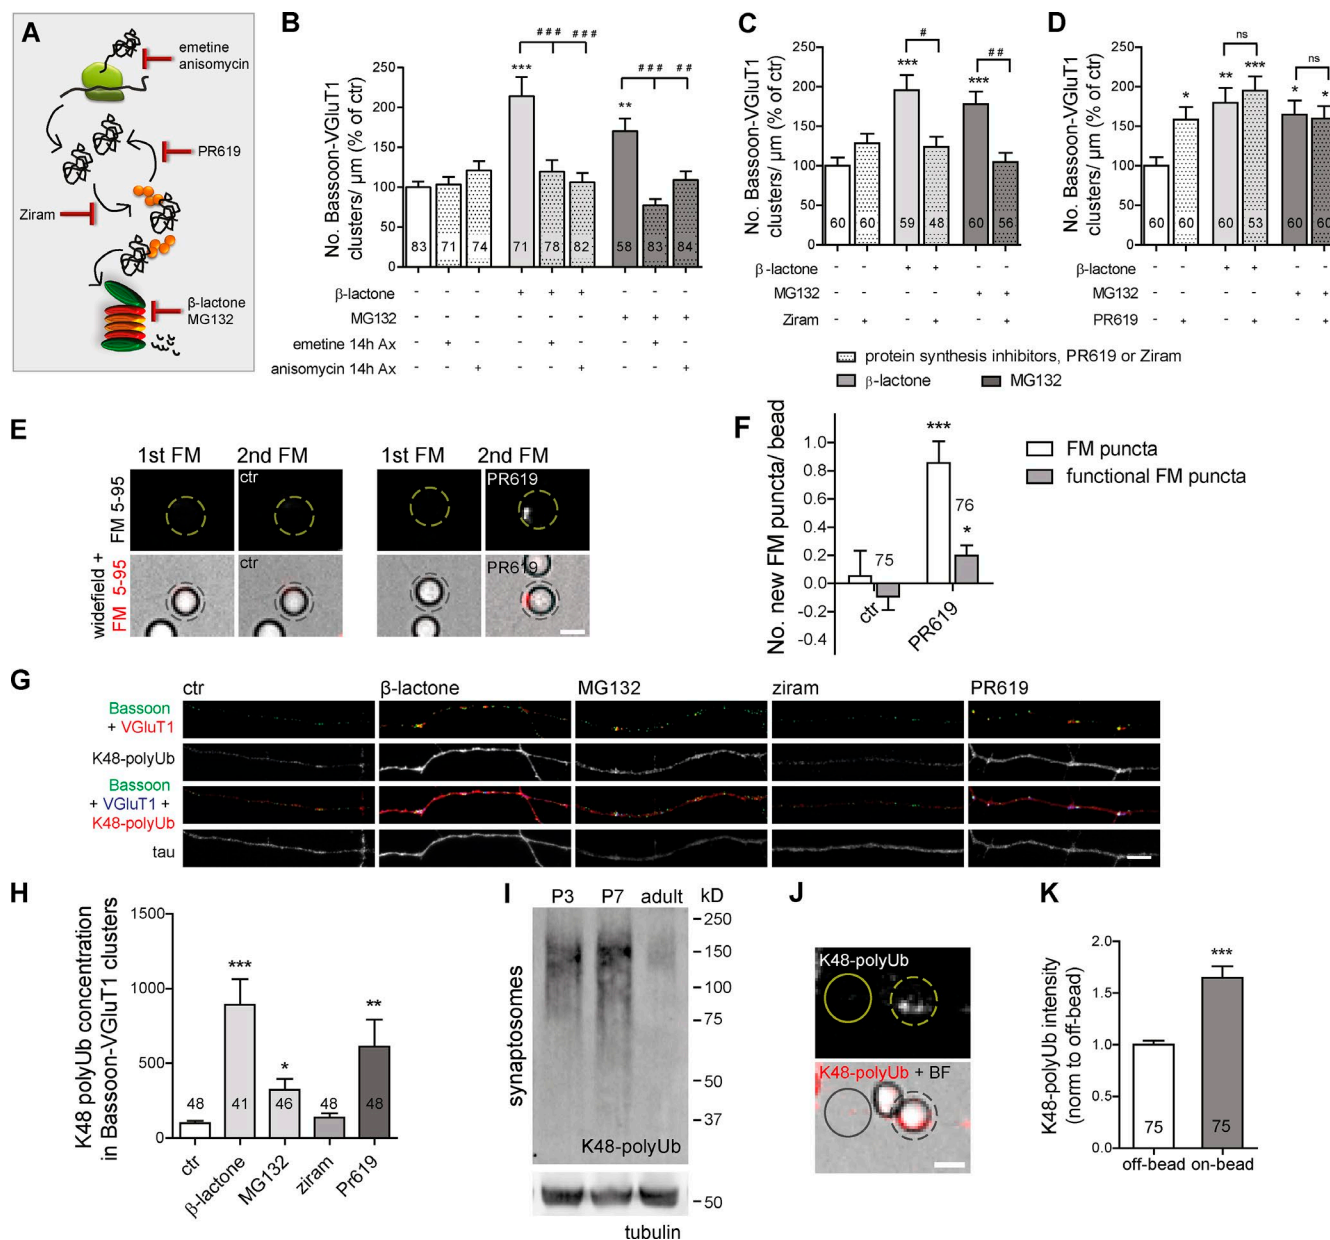 A
emetine
anisomycin
PR619
Ziram
β-lactone
MG132
B
No. Bassoon-VGluT1
clusters/ µm (% of ctr)
250
200
150
100
50
0
### ###
### ##
***
**
83 71 74 71 78 82 58 83 84
β-lactone - - - + + + - - -
MG132 - - - - - - + + +
emetine 14h Ax - + - - + - - + -
anisomycin 14h Ax - - + - - + - - +
C
No. Bassoon-VGluT1
clusters/ µm (% of ctr)
250
200
150
100
50
0
# ##
*** ***
60 60 59 48 60 56
β-lactone - - + + - -
MG132 - - - - + +
Ziram - + - + - +
D
No. Bassoon-VGluT1
clusters/ µm (% of ctr)
250
200
150
100
50
0
ns ns
* ** *** * *
60 60 60 53 60 60
β-lactone - - + + - -
MG132 - - - - + +
PR619 - + - + - +
protein synthesis inhibitors, PR619 or Ziram
β-lactone MG132
E
1st FM 2nd FM 1st FM 2nd FM
FM 5-95
ctr PR619
widefield +
FM 5-95
ctr PR619
F
No. new FM puncta/ bead
1.0
0.8
0.6
0.4
0.2
0
-0.2
-0.4
***
76
75
*
ctr PR619
FM puncta
functional FM puncta
G
ctr β-lactone MG132 ziram PR619
Bassoon
+ VGluT1
K48-polyUb
Bassoon
+ VGluT1 +
K48-polyUb
tau
H
K48 polyUb concentration
in Bassoon-VGluT1 clusters
1500
1000
500
0
*** * **
48 41 46 48 48
ctr β-lactone MG132 ziram Pr619
I
P3 P7 adult kD
synaptosomes
250
150
100
75
50
37
K48-polyUb
50
tubulin
J
K48-polyUb
K48-polyUb + BF
K
K48-polyUb intensity
(norm to off-bead)
2.0
1.5
1.0
0.5
0.0
***
75 75
off-bead on-bead